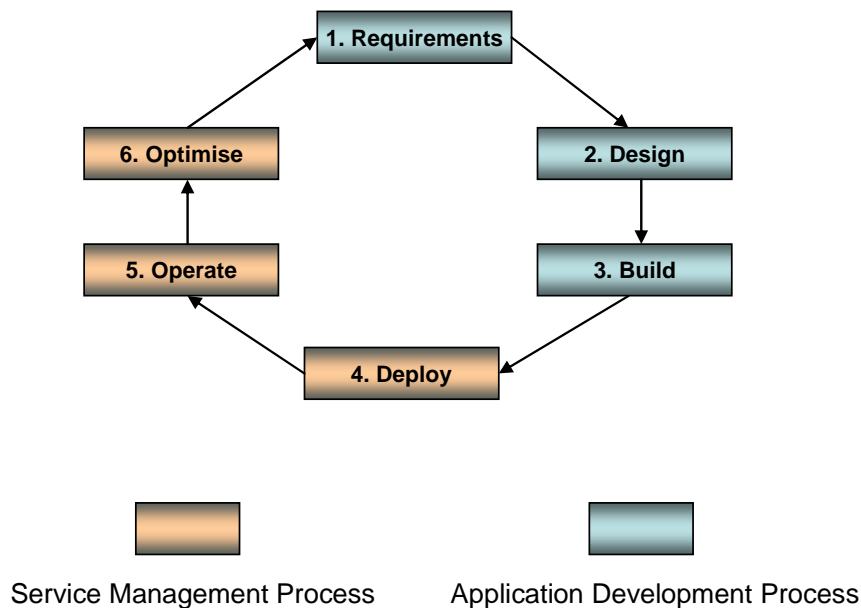 1. Requirements
2. Design
3. Build
4. Deploy
5. Operate
6. Optimise
Service Management Process
Application Development Process